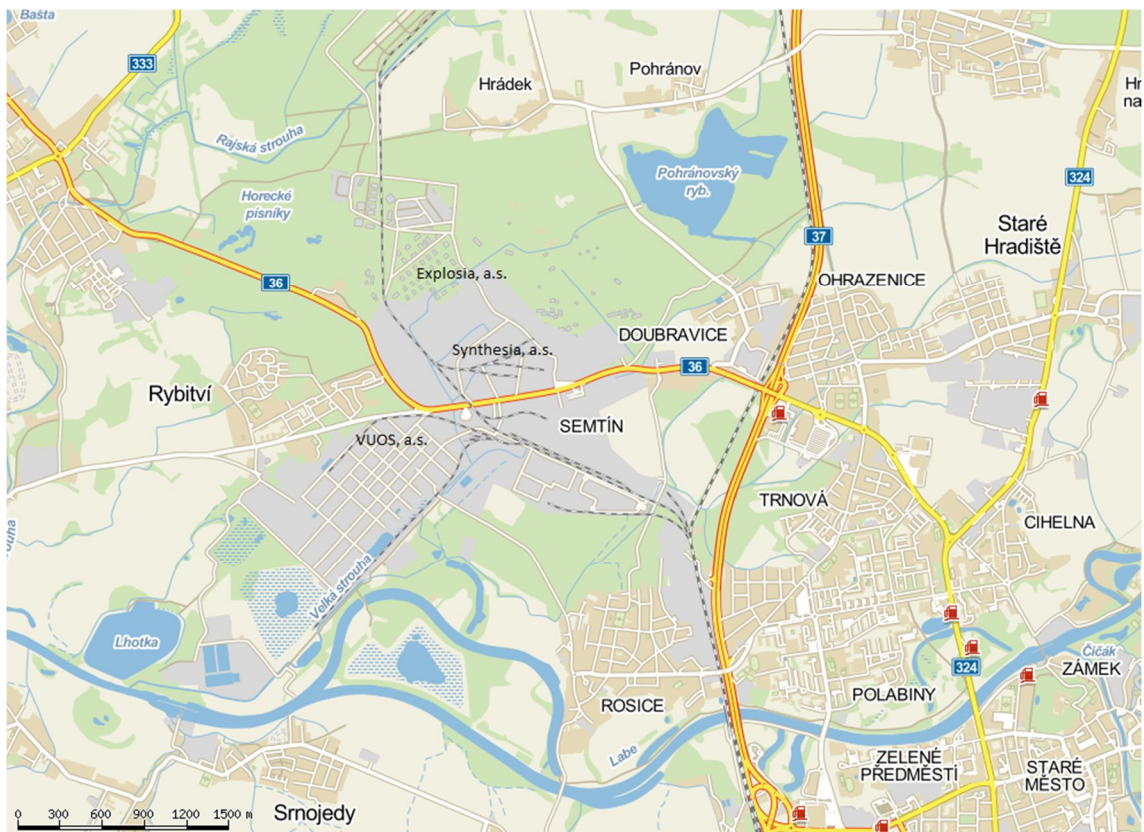 Bašta
333
Hrádek
Pohránov
Rajská strouha
Hr
na
324
Pohránovský
ryb.
Horecké
písníky
Staré
Hradiště
37
36
Explosia, a.s.
OHRAZENICE
DOUBRAVICE
Synthesia, a.s.
36
Rybitví
SEMTÍN
VUOS, a.s.
TRNOVÁ
CIHELNA
Velká strouha
Lhotka
Čičák
ZÁMEK
324
POLABINY
ROSICE
Labe
ZELENÉ
PŘEDMĚSTÍ
STARÉ
MĚSTO
0 300 600 900 1200 1500 m
Srnojedy